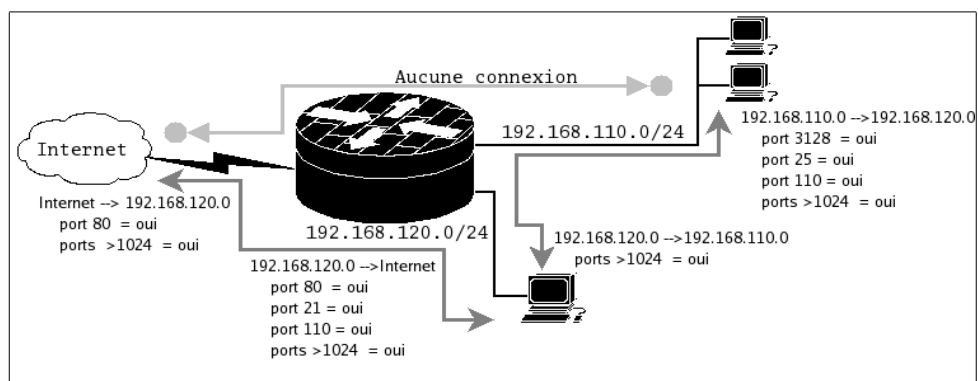 Aucune connexion
192.168.110.0/24
192.168.110.0 -->192.168.120.0
port 3128 = oui
port 25 = oui
port 110 = oui
ports >1024 = oui
Internet
Internet --> 192.168.120.0
port 80 = oui
ports >1024 = oui
192.168.120.0/24
192.168.120.0 -->192.168.110.0
ports >1024 = oui
192.168.120.0 -->Internet
port 80 = oui
port 21 = oui
port 110 = oui
ports >1024 = oui
?
?
?